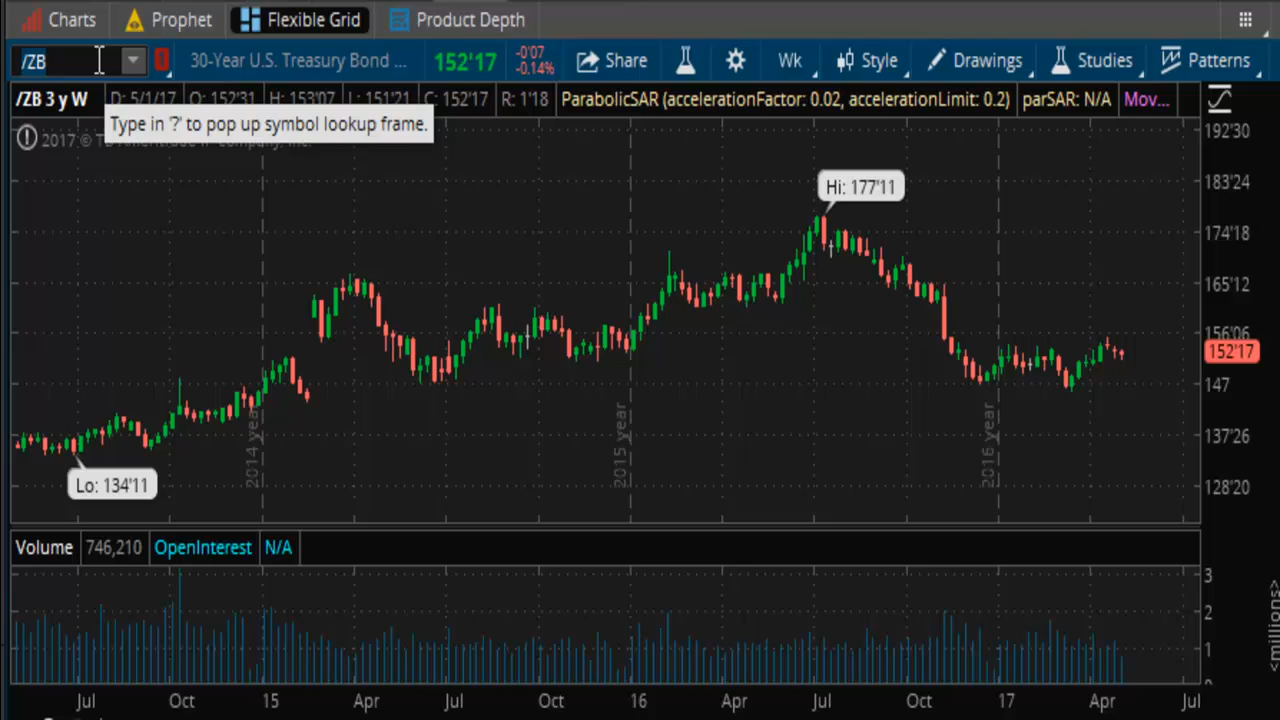 Charts Prophet Flexible Grid Product Depth
/ZB 30-Year U.S. Treasury Bond ... 152'17 -0'07 -0.14% Share Wk Style Drawings Studies Patterns
/ZB 3 y W D: 5/1/17 O: 152'31 H: 153'07 L: 151'21 C: 152'17 R: 1'18 ParabolicSAR (accelerationFactor: 0.02, accelerationLimit: 0.2) parSAR: N/A Mov...
Type in '?' to pop up symbol lookup frame.
2017 ©
192'30
Hi: 177'11
183'24
174'18
165'12
156'06
152'17
147
137'26
Lo: 134'11
128'20
2014 year
2015 year
2016 year
Volume 746,210 OpenInterest N/A
3
2
1
0
<millions>
Jul Oct 15 Apr Jul Oct 16 Apr Jul Oct 17 Apr Jul